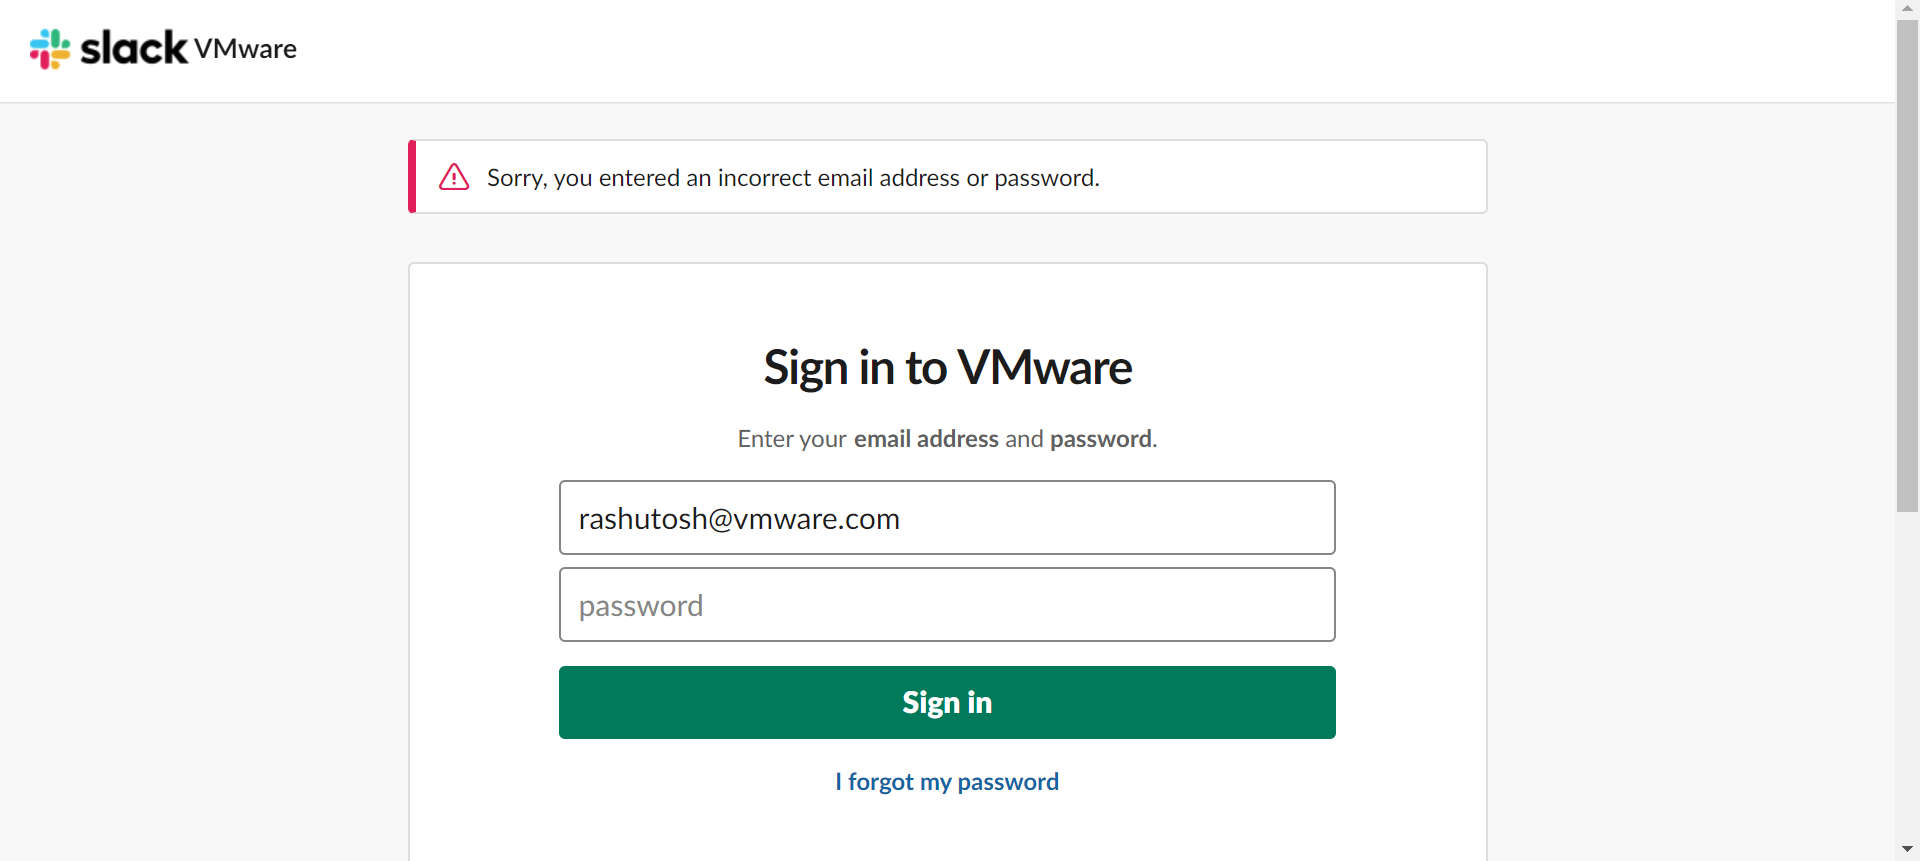 slack VMware
Sorry, you entered an incorrect email address or password.
Sign in to VMware
Enter your email address and password.
rashutosh@vmware.com
password
Sign in
I forgot my password